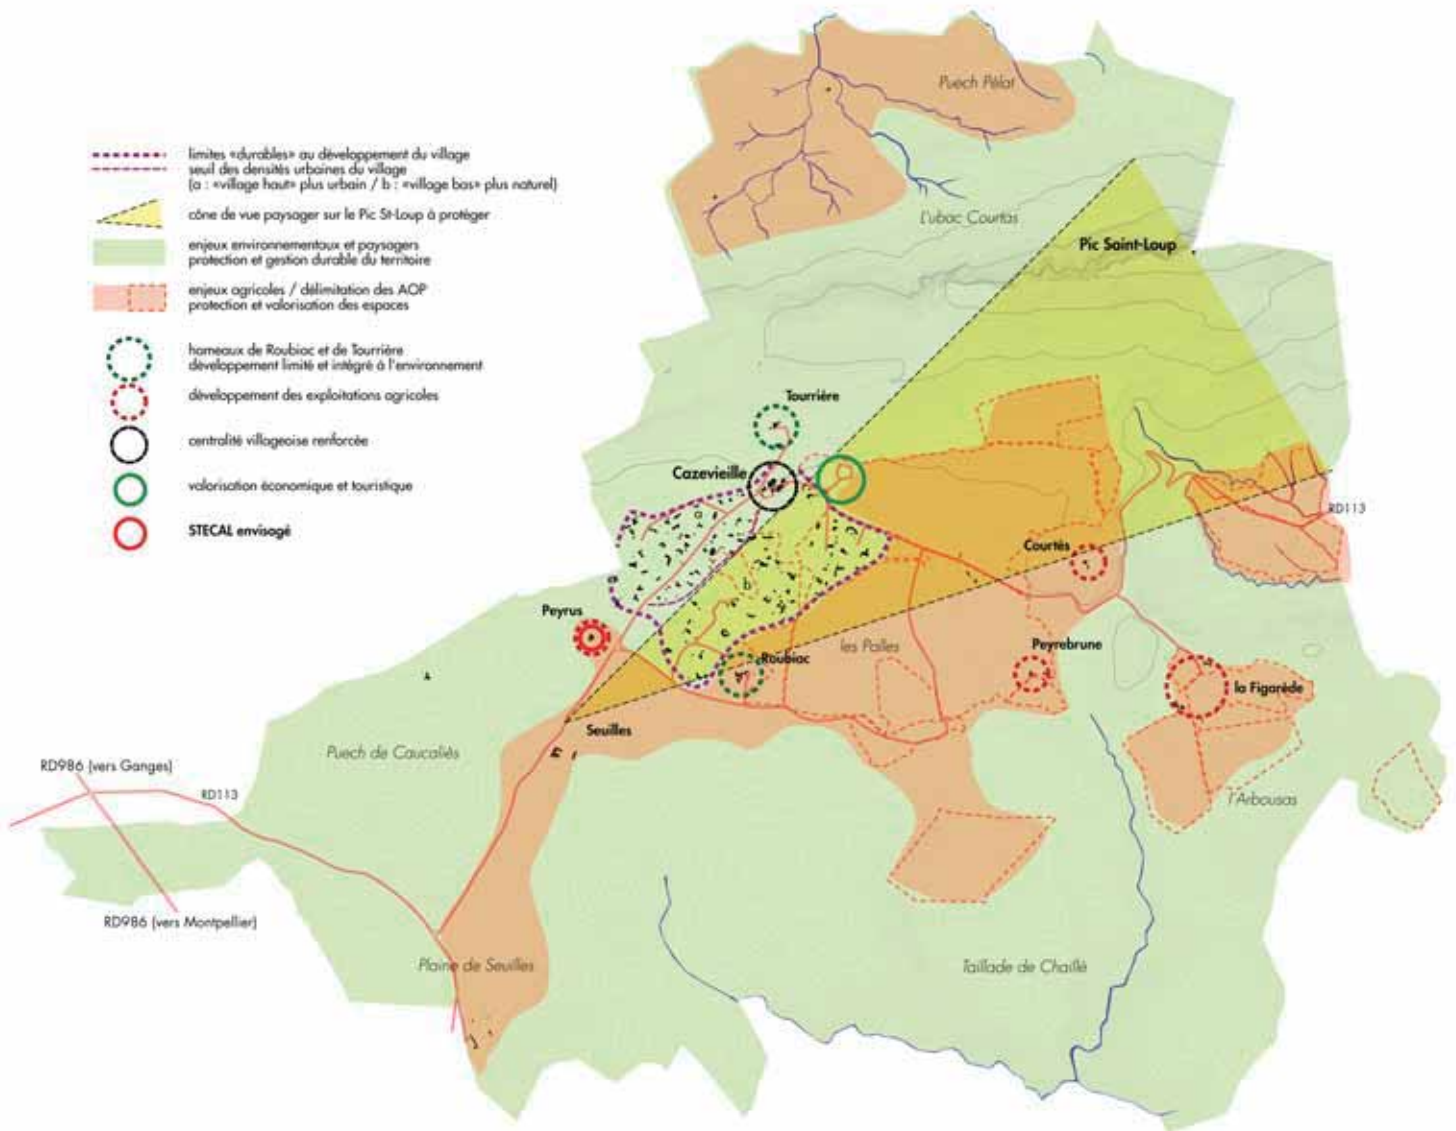 limites «durables» au développement du village
seuil des densités urbaines du village
(a : «village haut» plus urbain / b : «village bas» plus naturel)
cône de vue paysager sur le Pic St-Loup à protéger
enjeux environnementaux et paysagers
protection et gestion durable du territoire
enjeux agricoles / délimitation des AOP
protection et valorisation des espaces
hameaux de Roubiac et de Tourrière
développement limité et intégré à l'environnement
développement des exploitations agricoles
centralité villageoise renforcée
valorisation économique et touristique
STECAL envisagé
Puech Pélat
L'ubac Courtas
Pic Saint-Loup
Tourrière
Cazevieille
a
RD113
Courtès
b
Peyrus
les Palles
Peyrebrune
Roubiac
la Figarède
Seuilles
Puech de Caucaliès
RD986 (vers Ganges)
RD113
l'Arbousas
RD986 (vers Montpellier)
Plaine de Seuilles
Taillade de Chaillé